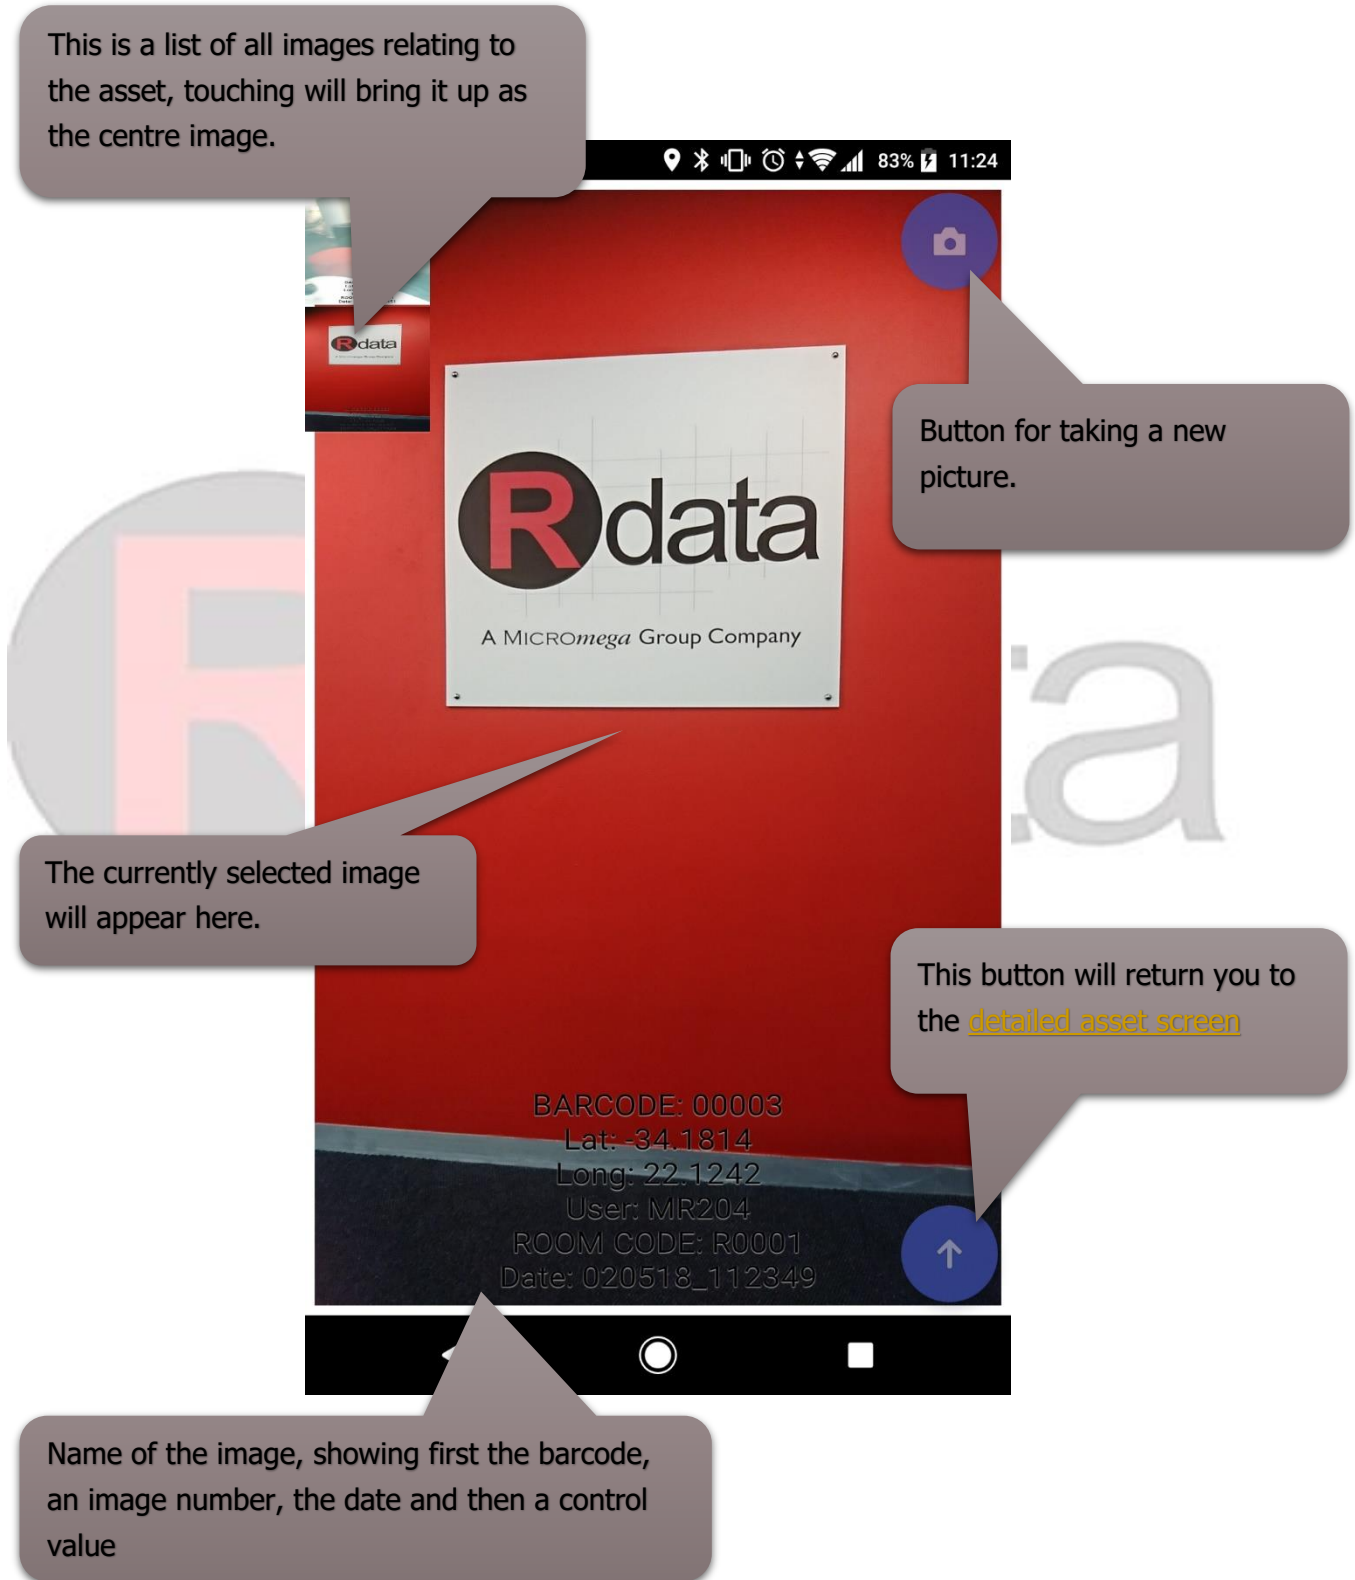 This is a list of all images relating to
the asset, touching will bring it up as
the centre image.
83% 11:24
Rdata
Button for taking a new
picture.
Rdata
A MICROmega Group Company
ta
The currently selected image
will appear here.
This button will return you to
the detailed asset screen
BARCODE: 00003
Lat: -34.1814
Long: 22.1242
User: MR204
ROOM CODE: R0001
Date: 020518_112349
Name of the image, showing first the barcode,
an image number, the date and then a control
value